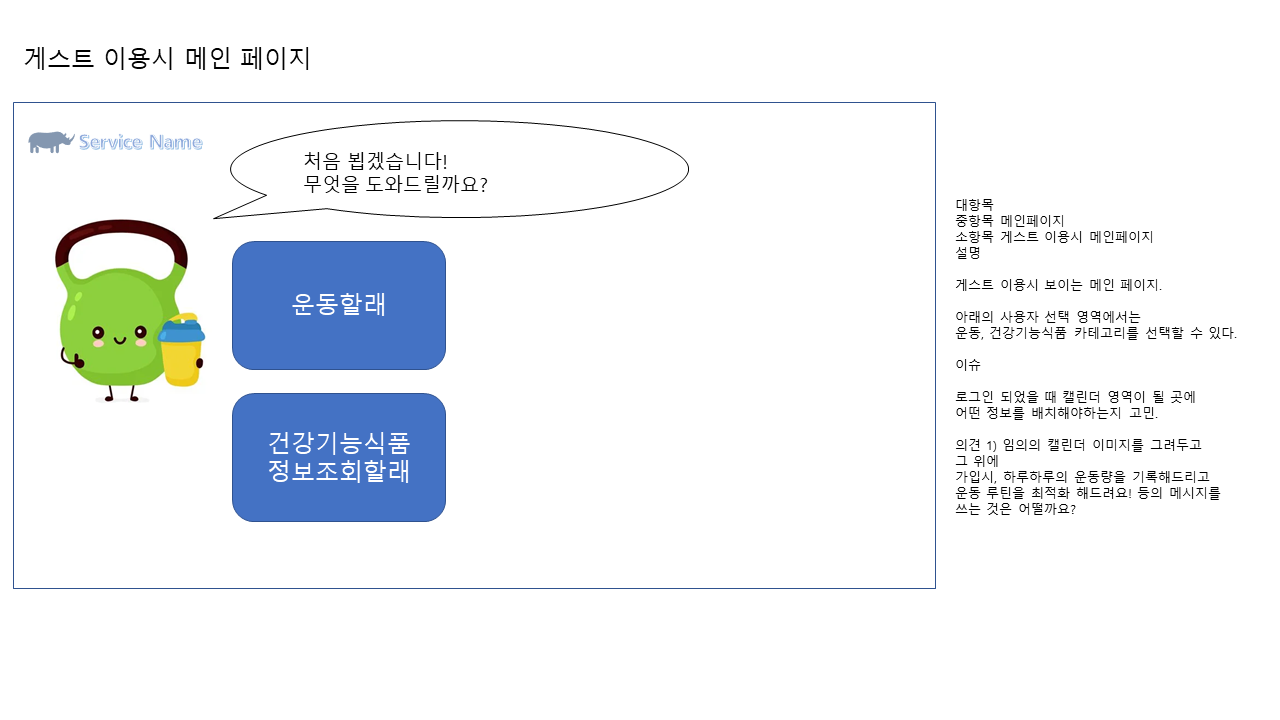 게스트 이용시 메인 페이지
Service Name
처음 뵙겠습니다!
무엇을 도와드릴까요?
운동할래
건강기능식품
정보조회할래
대항목
중항목 메인페이지
소항목 게스트 이용시 메인페이지
설명
게스트 이용시 보이는 메인 페이지.
아래의 사용자 선택 영역에서는
운동, 건강기능식품 카테고리를 선택할 수 있다.
이슈
로그인 되었을 때 캘린더 영역이 될 곳에
어떤 정보를 배치해야하는지 고민.
의견 1) 임의의 캘린더 이미지를 그려두고
그 위에
가입시, 하루하루의 운동량을 기록해드리고
운동 루틴을 최적화 해드려요! 등의 메시지를
쓰는 것은 어떨까요?